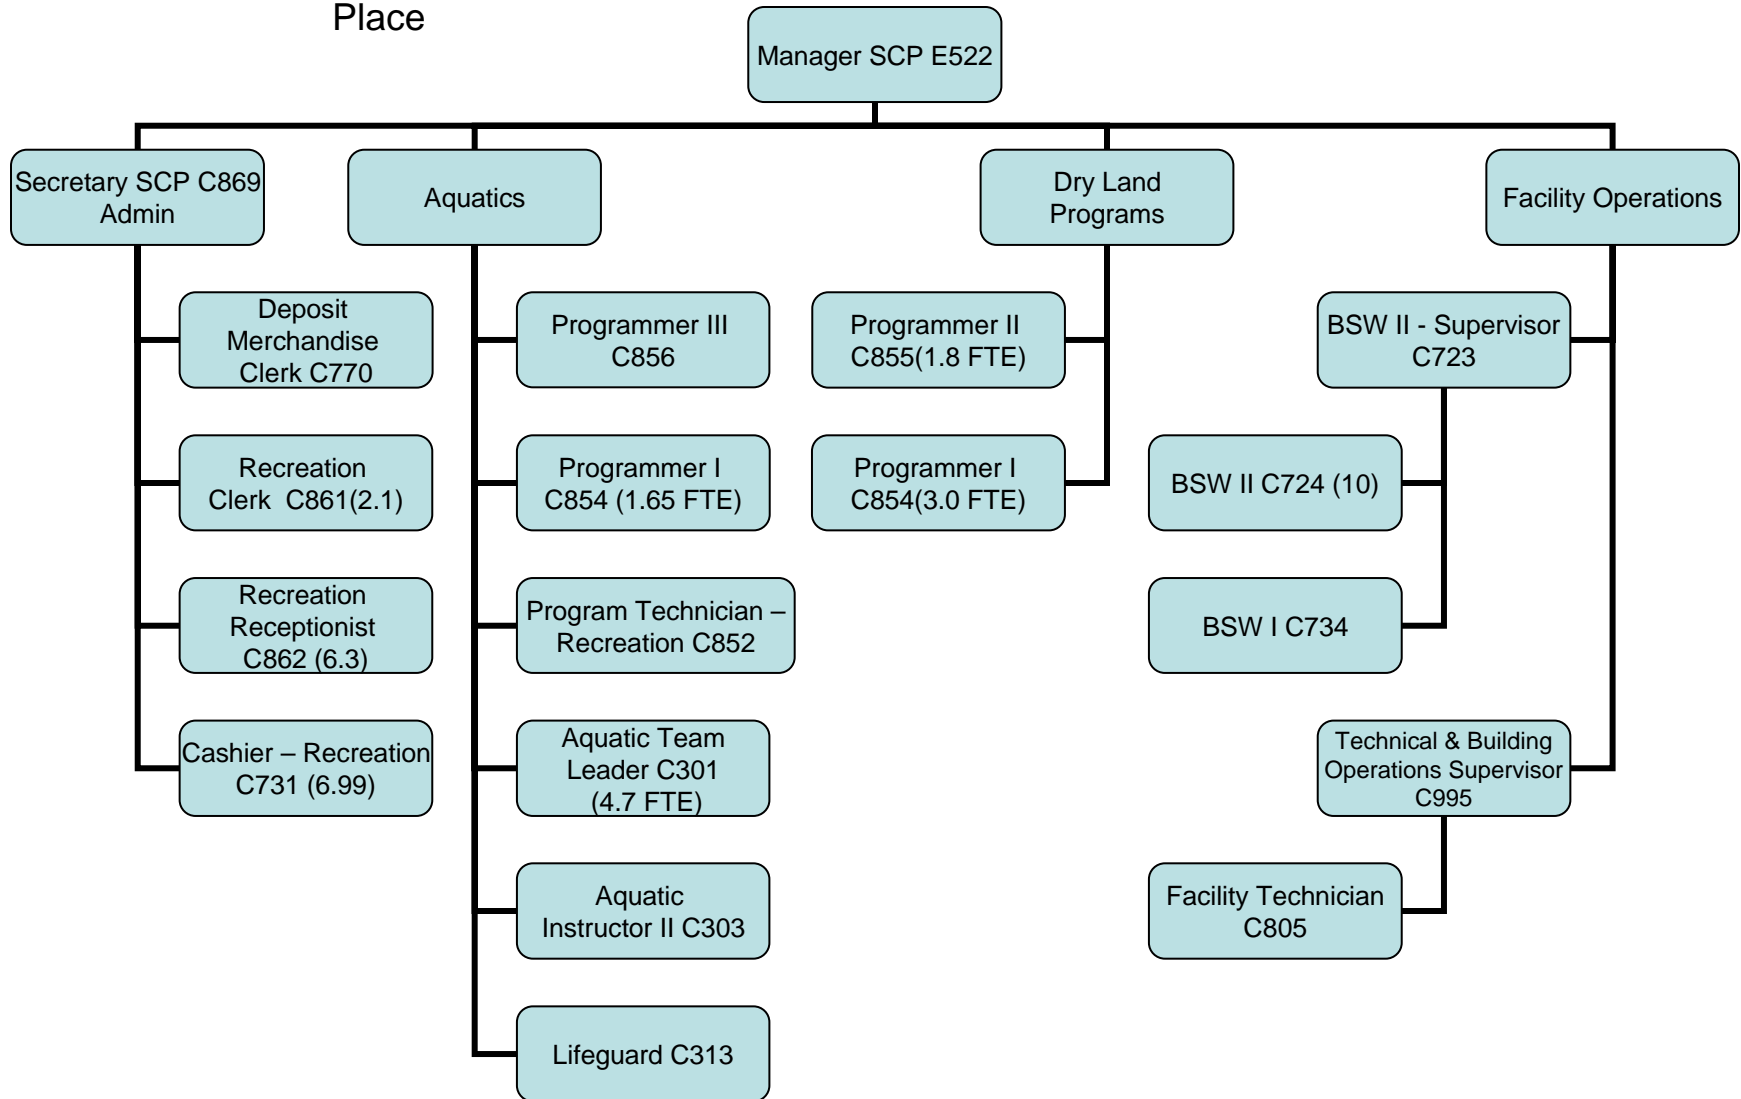 Place
Manager SCP E522
Secretary SCP C869
Admin
Aquatics
Dry Land
Programs
Facility Operations
Deposit
Merchandise
Clerk C770
Programmer III
C856
Programmer II
C855(1.8 FTE)
BSW II - Supervisor
C723
Recreation
Clerk  C861(2.1)
Programmer I
C854 (1.65 FTE)
Programmer I
C854(3.0 FTE)
BSW II C724 (10)
Recreation
Receptionist
C862 (6.3)
Program Technician –
Recreation C852
BSW I C734
Cashier – Recreation
C731 (6.99)
Aquatic Team
Leader C301
(4.7 FTE)
Technical & Building
Operations Supervisor
C995
Aquatic
Instructor II C303
Facility Technician
C805
Lifeguard C313